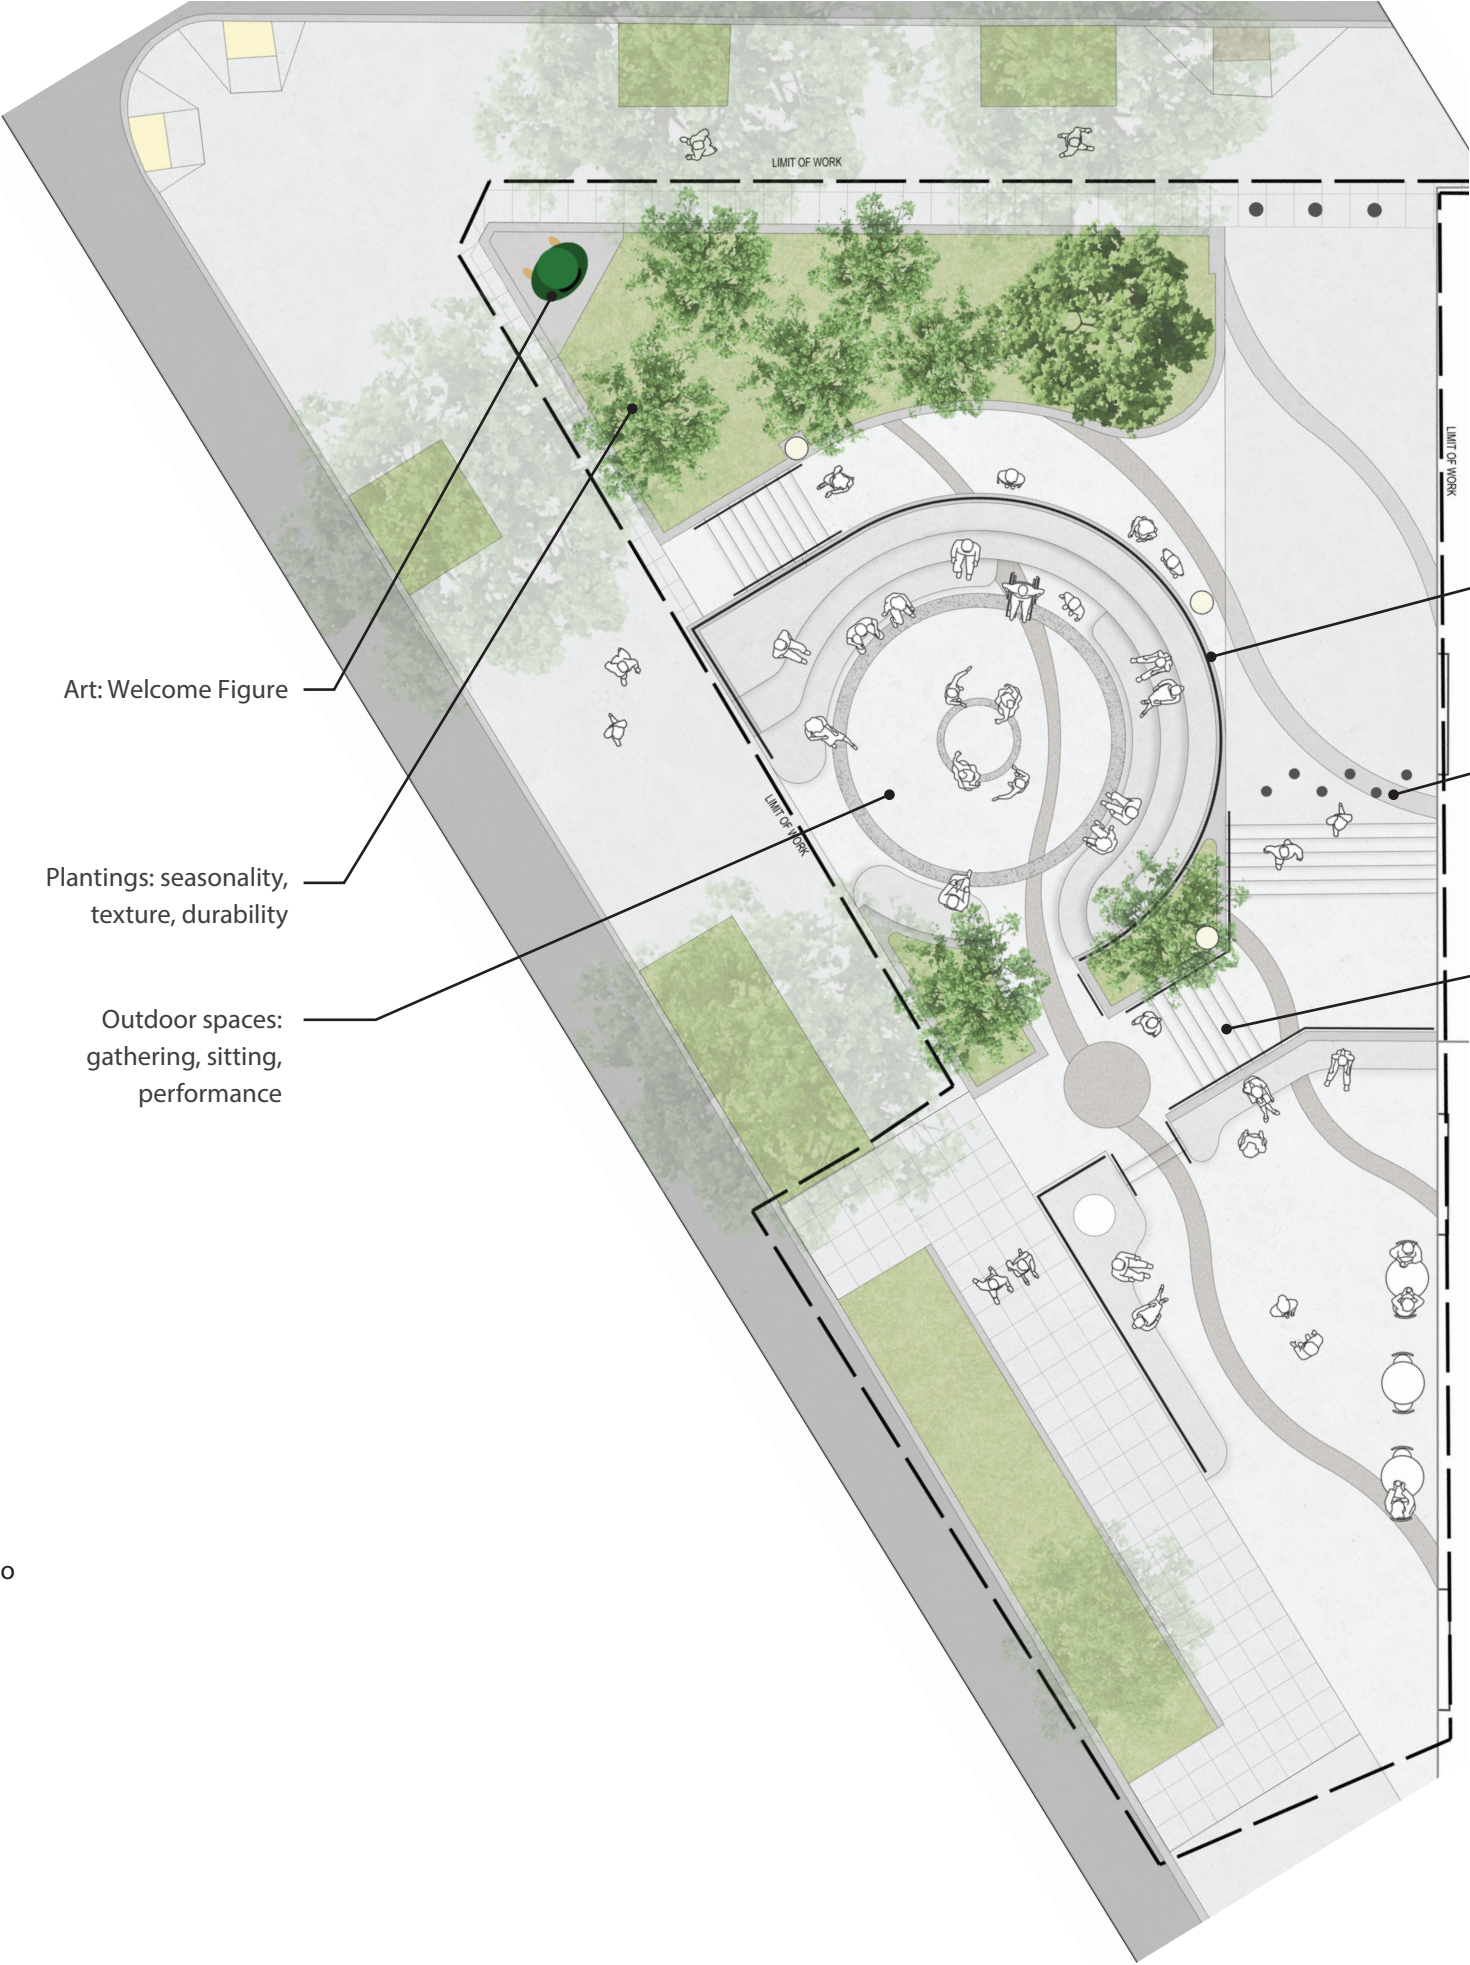 LIMIT OF WORK
LIMIT OF WORK
Art: Welcome Figure
LIMIT OF WORK
Plantings: seasonality,
texture, durability
Outdoor spaces:
gathering, sitting,
performance
o